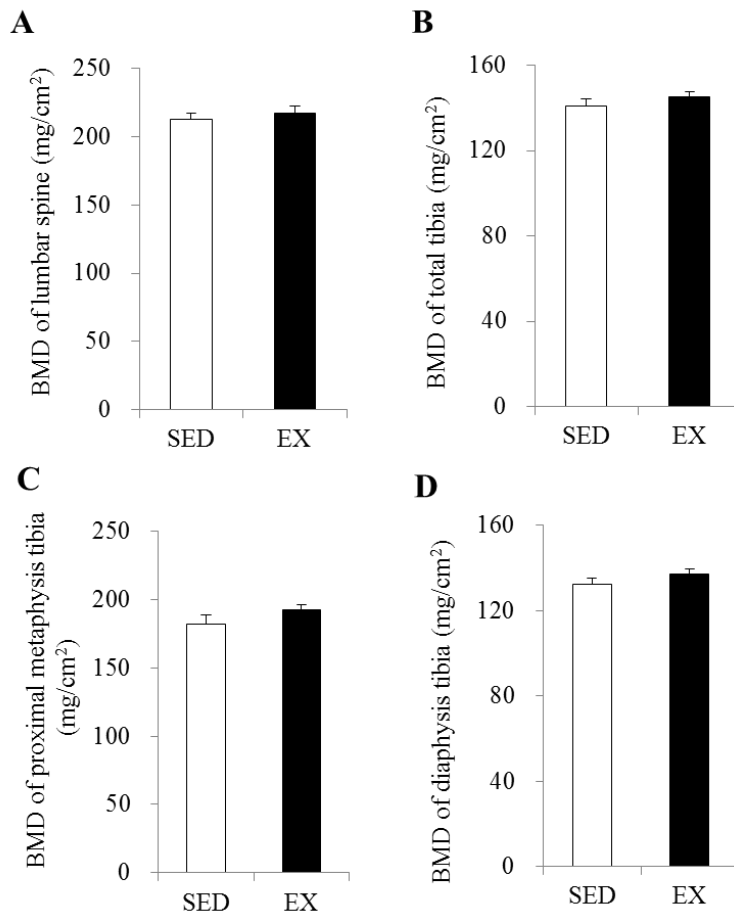 A
BMD of lumbar spine (mg/cm²)
250
200
150
100
50
0
SED EX
B
BMD of total tibia (mg/cm²)
160
120
80
40
0
SED EX
C
BMD of proximal metaphysis tibia
(mg/cm²)
250
200
150
100
50
0
SED EX
D
BMD of diaphysis tibia (mg/cm²)
160
120
80
40
0
SED EX